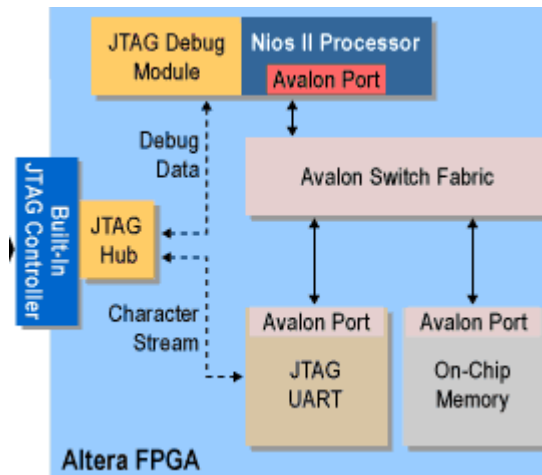 JTAG Debug
Module
Nios II Processor
Avalon Port
Debug
Data
Avalon Switch Fabric
Built-In
JTAG Controller
JTAG
Hub
Character
Stream
Avalon Port
JTAG
UART
Avalon Port
On-Chip
Memory
Altera FPGA